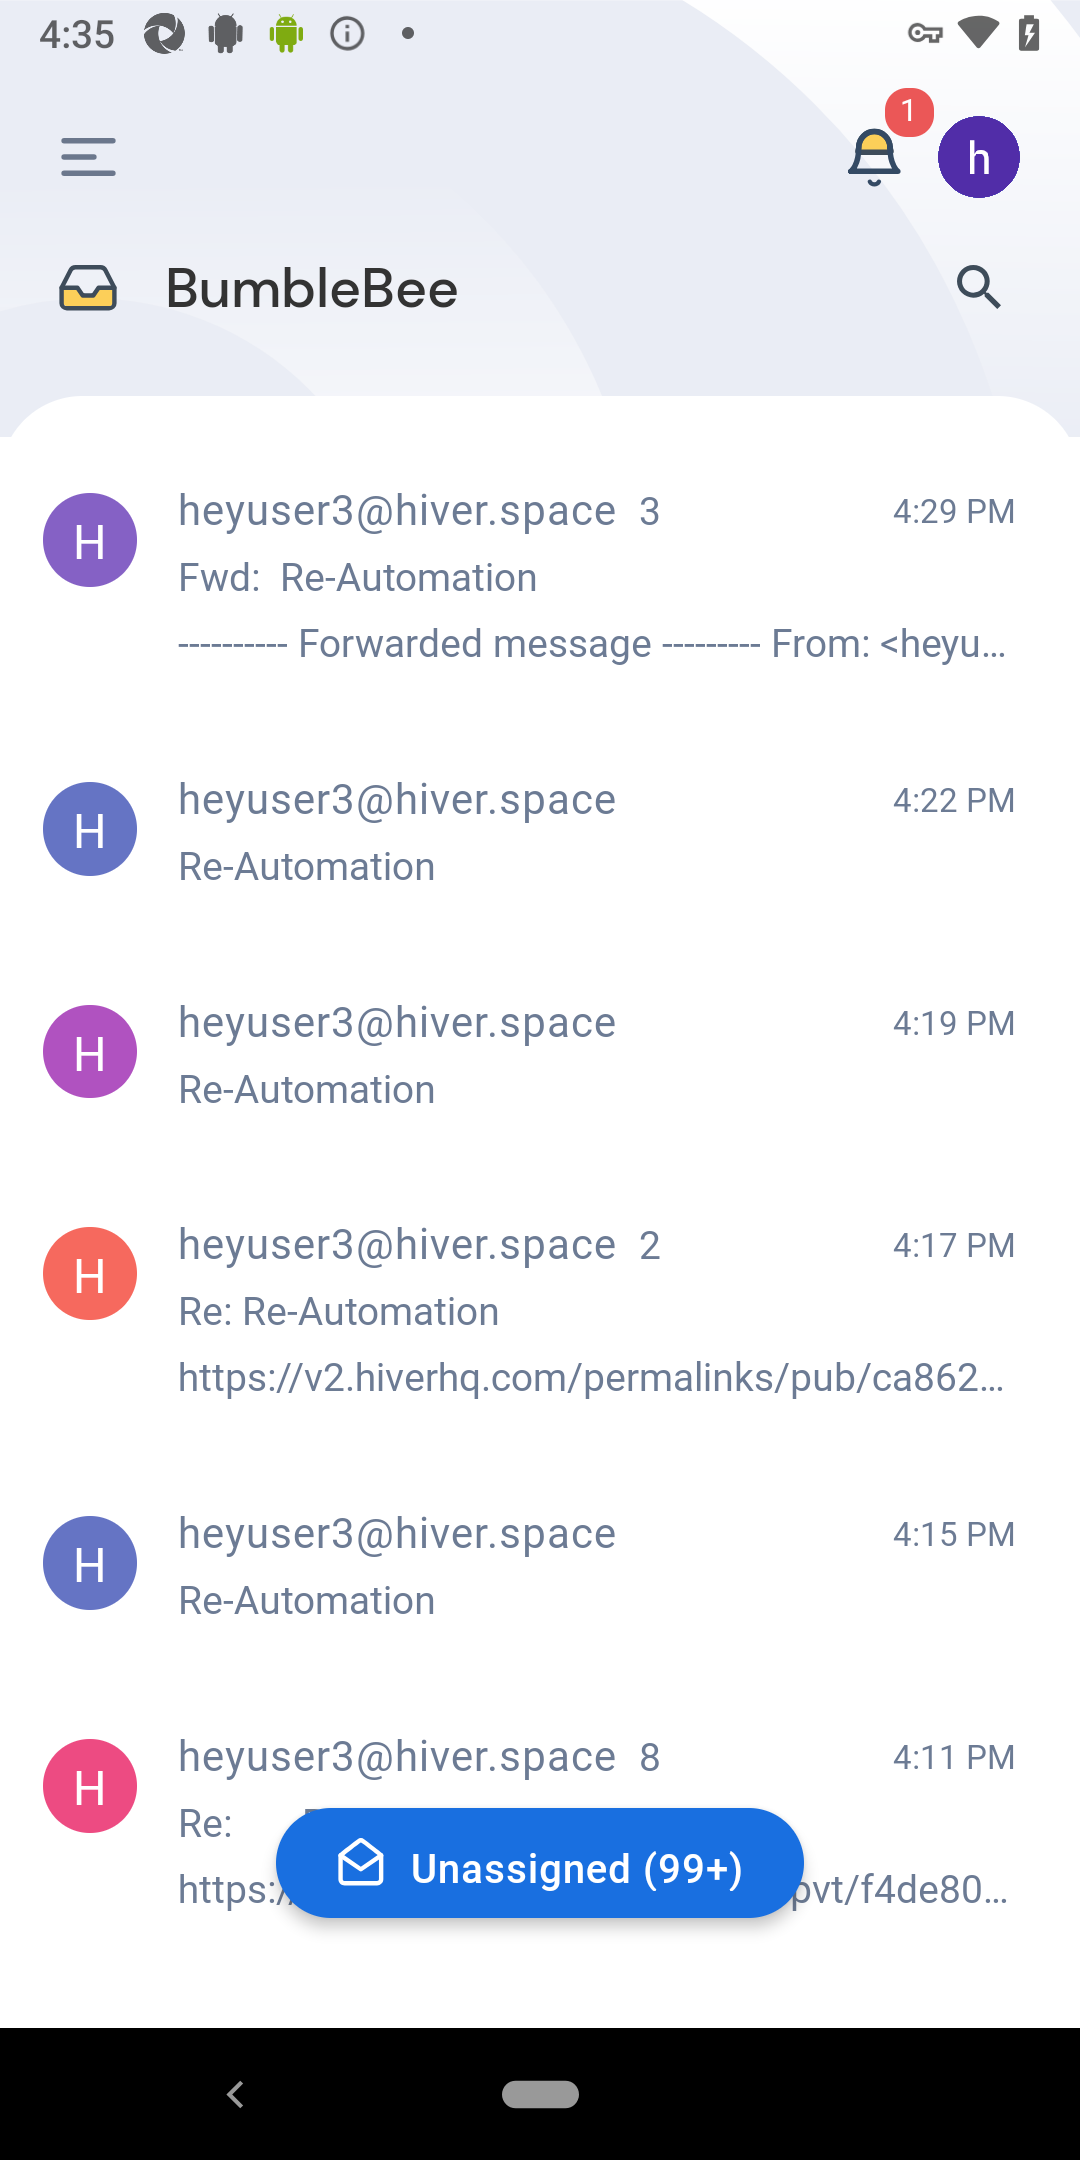 4:35
1
h
BumbleBee
H
heyuser3@hiver.space 3
4:29 PM
Fwd: Re-Automation
---------- Forwarded message --------- From: <heyu...
H
heyuser3@hiver.space
4:22 PM
Re-Automation
H
heyuser3@hiver.space
4:19 PM
Re-Automation
H
heyuser3@hiver.space 2
4:17 PM
Re: Re-Automation
https://v2.hiverhq.com/permalinks/pub/ca862...
H
heyuser3@hiver.space
4:15 PM
Re-Automation
H
heyuser3@hiver.space 8
4:11 PM
Re:
https:/ pvt/f4de80...
Unassigned (99+)